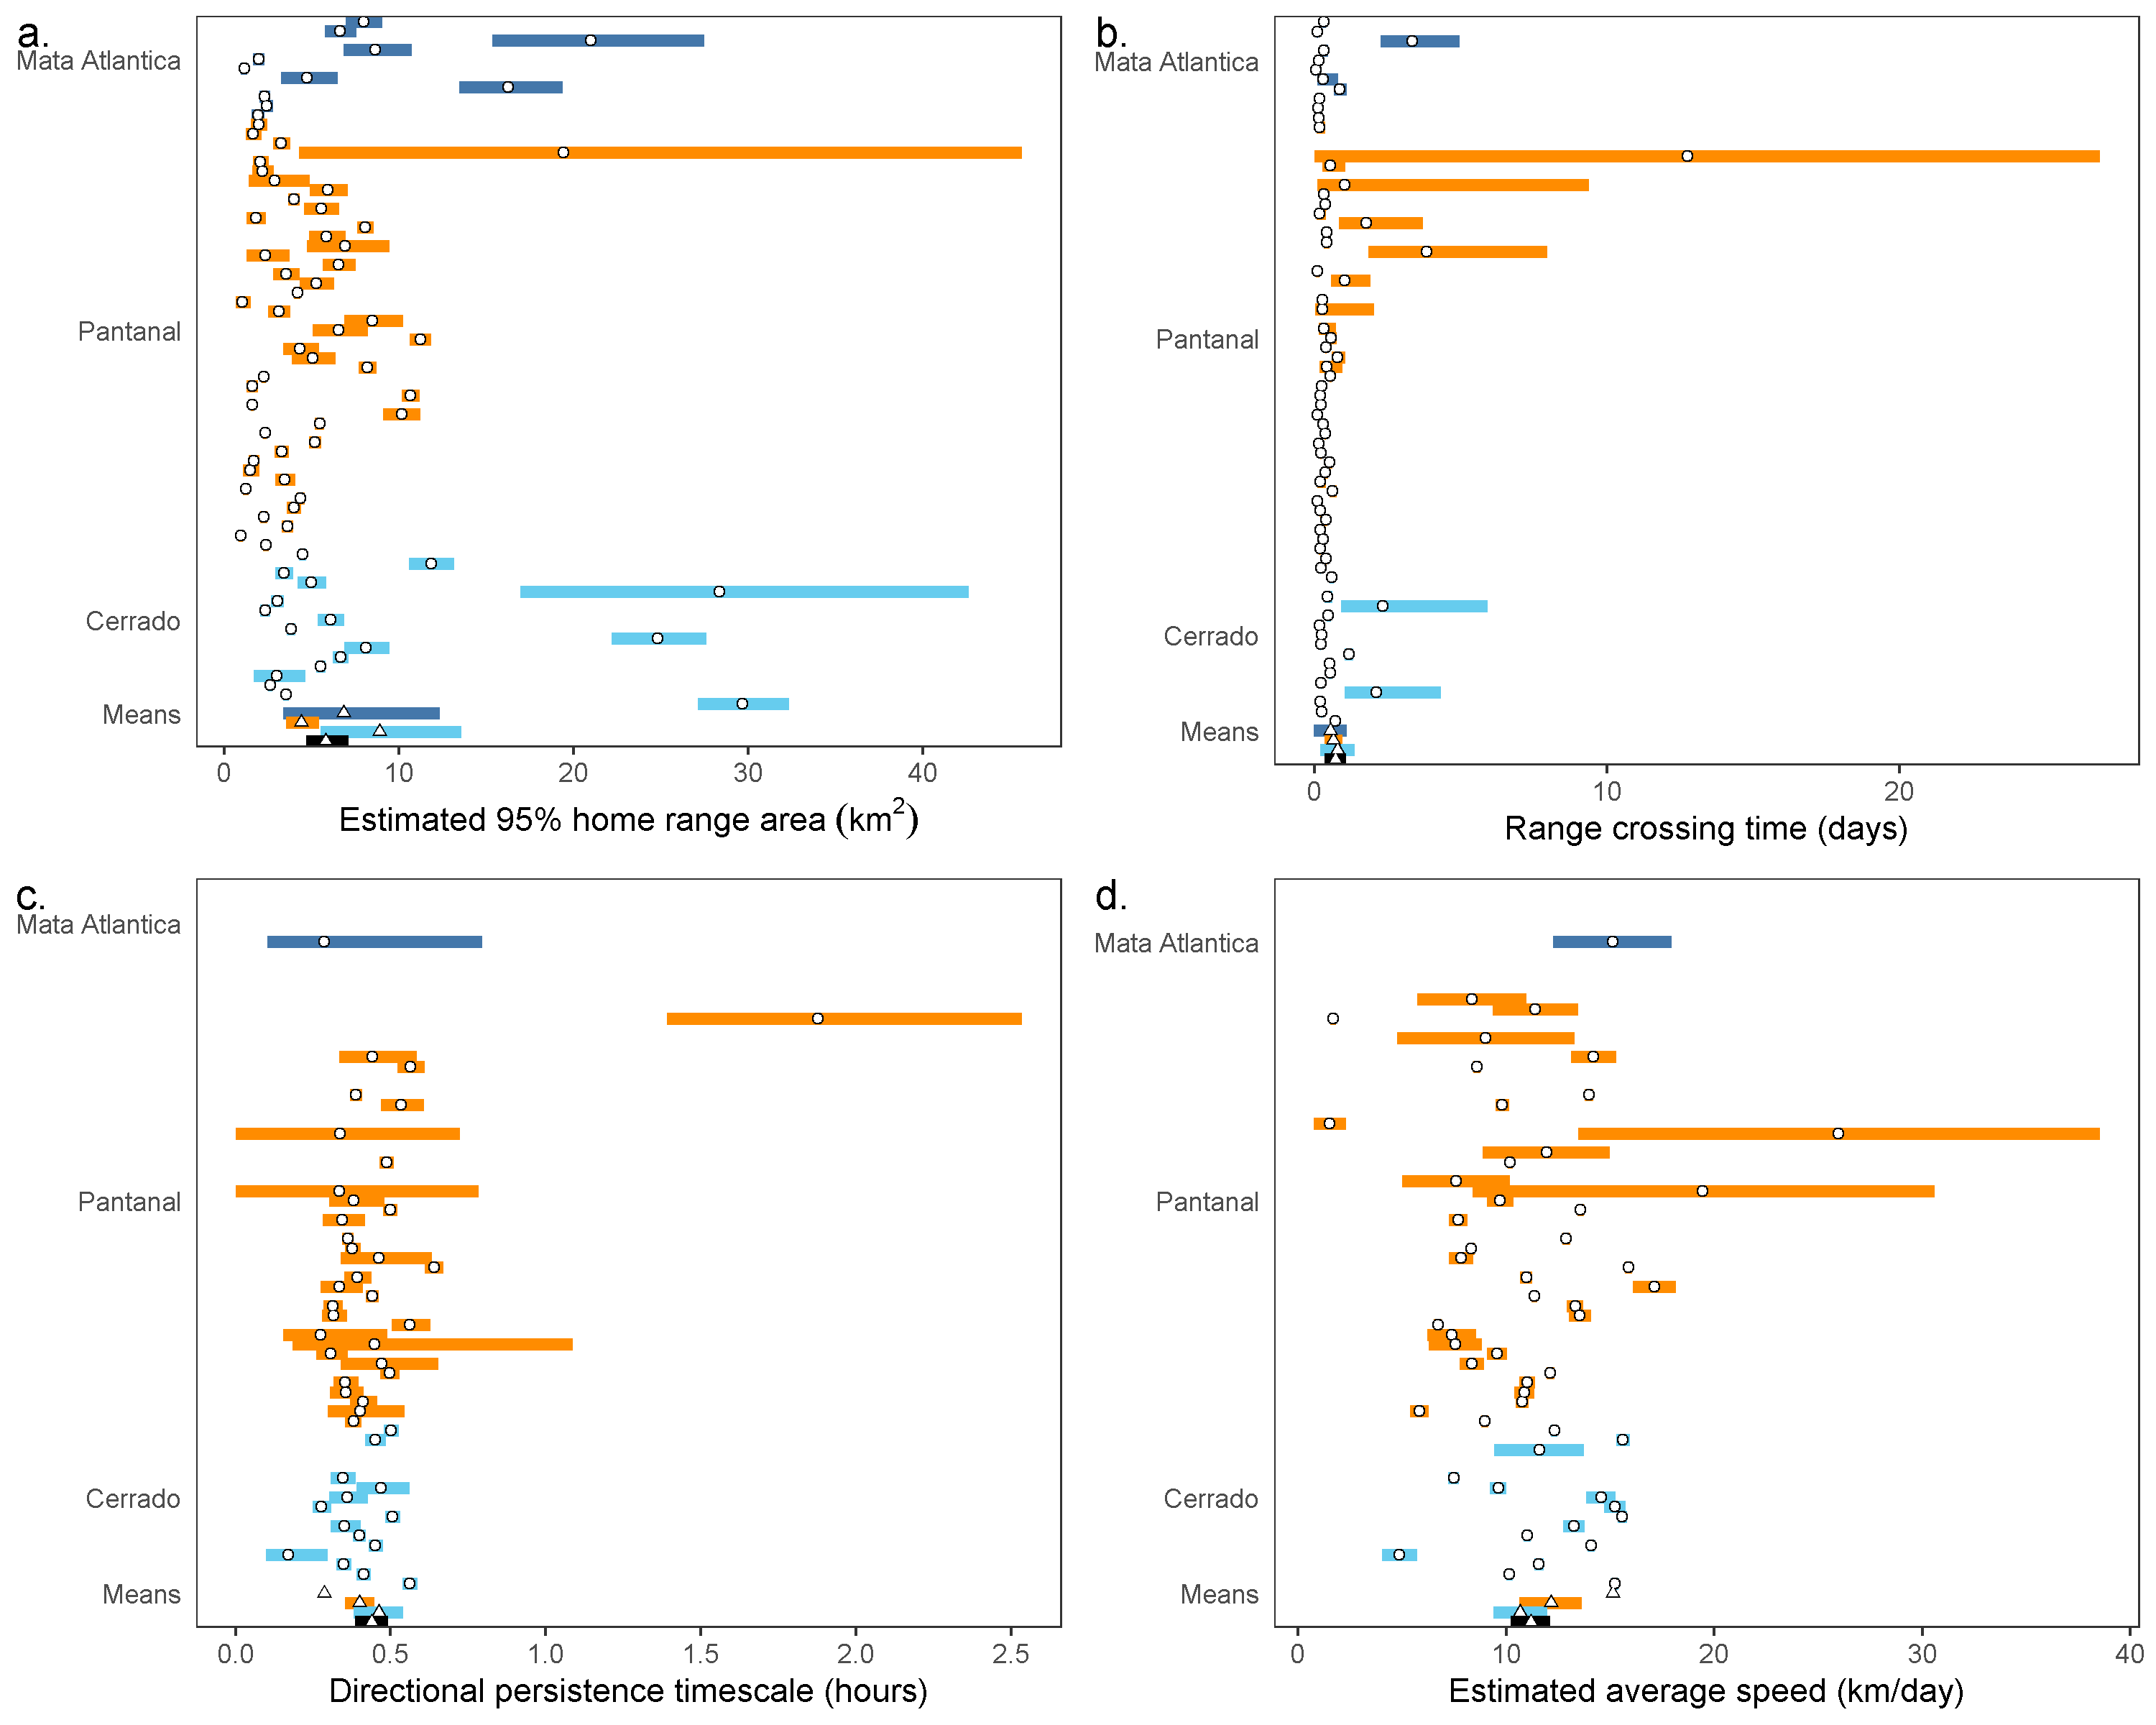 a.
Mata Atlantica
Pantanal
Cerrado
Means
0 10 20 30 40
Estimated 95% home range area (km²)
b.
Mata Atlantica
Pantanal
Cerrado
Means
0 10 20
Range crossing time (days)
c.
Mata Atlantica
Pantanal
Cerrado
Means
0.0 0.5 1.0 1.5 2.0 2.5
Directional persistence timescale (hours)
d.
Mata Atlantica
Pantanal
Cerrado
Means
0 10 20 30 40
Estimated average speed (km/day)